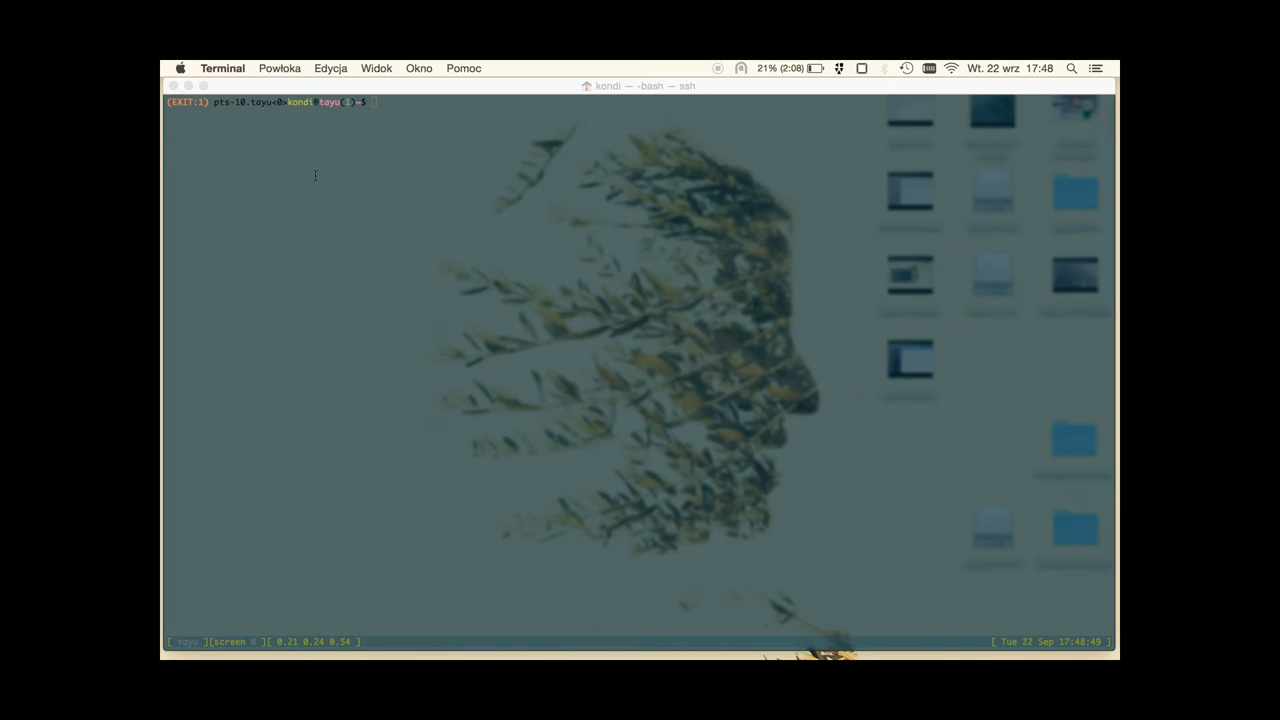 Terminal Powłoka Edycja Widok Okno Pomoc 21% (2:08) Wt. 22 wrz 17:48
kondi — -bash — ssh
(EXIT:1) pts-10.tayu<0>kondi@tayu(1)~$
[ tayu ][screen 0 ][ 0.21 0.24 0.54 ] [ Tue 22 Sep 17:48:49 ]